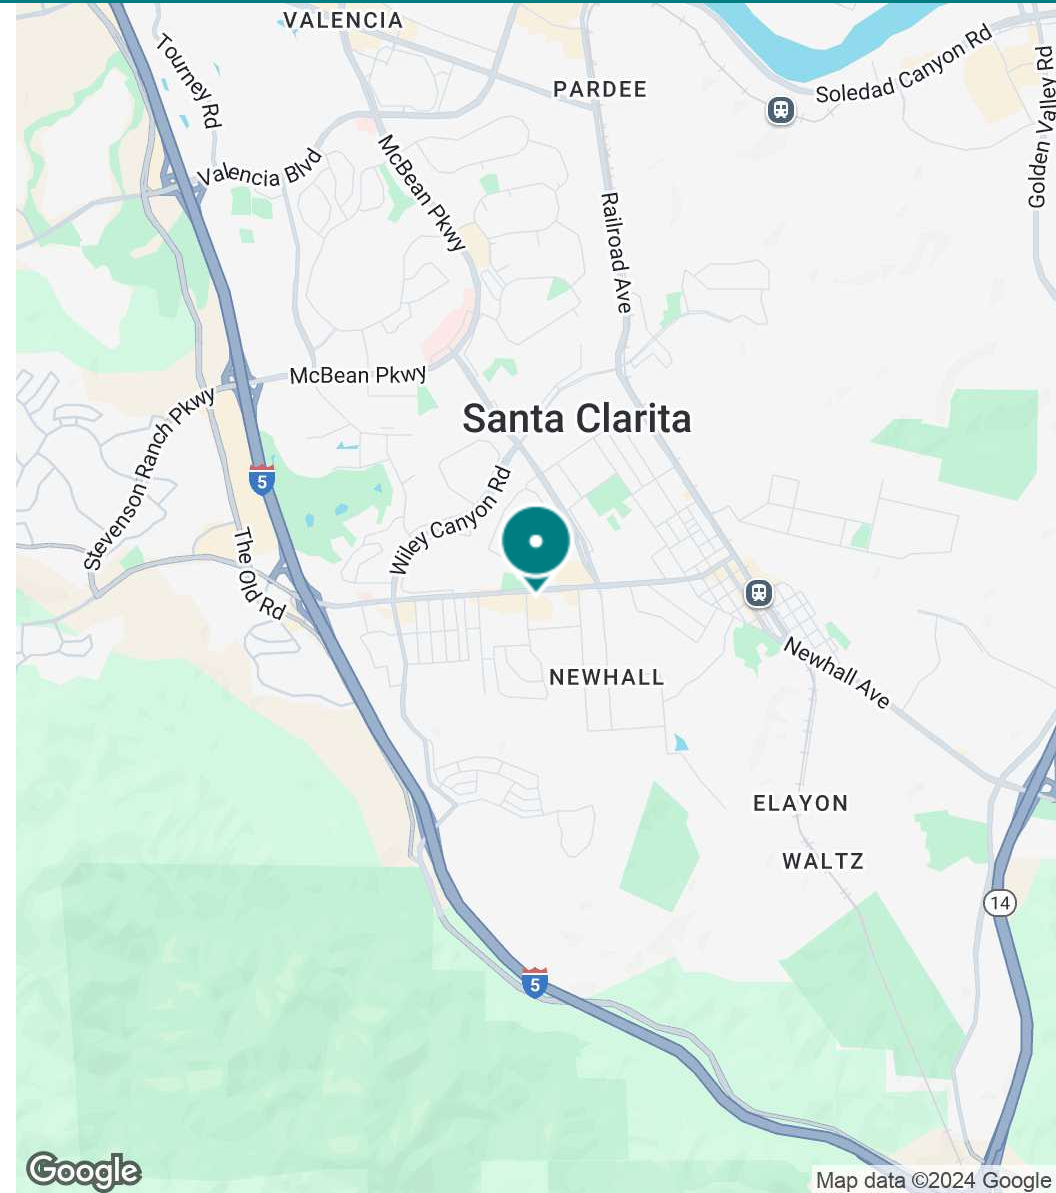 VALENCIA
Tourney Rd
PARDEE
Soledad Canyon Rd
Golden Valley Rd
Valencia Blvd
McBean Pkwy
Railroad Ave
McBean Pkwy
Stevenson Ranch Pkwy
Santa Clarita
5
Wiley Canyon Rd
The Old Rd
NEWHALL
Newhall Ave
ELAYON
WALTZ
14
5
Google
Map data ©2024 Google